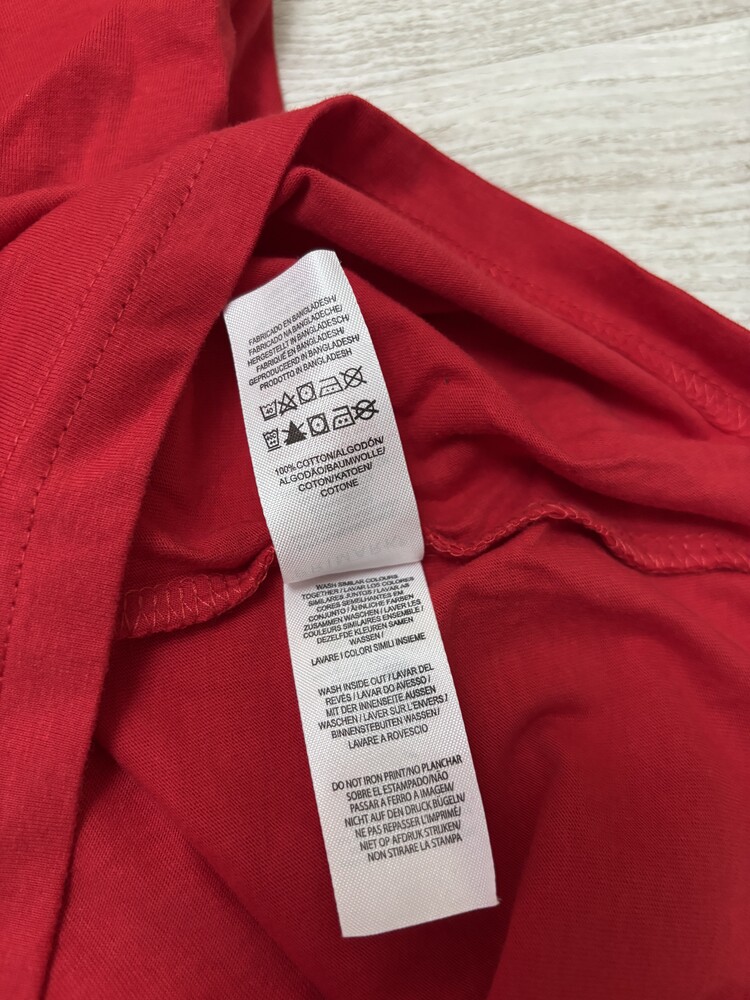 FABRICADO EN BANGLADESH/
FABRICADO NA BANGLADECHE/
HERGESTELLT IN BANGLADESCH/
FABRIQUÉ EN BANGLADESH/
GEPRODUCEERD IN BANGLADESH/
PRODOTTO IN BANGLADESH
40
100% COTTON/ALGODÓN/
ALGODÃO/BAUMWOLLE/
COTON/KATOEN/
COTONE
WASH SIMILAR COLOURS
TOGETHER / LAVAR LOS COLORES
SIMILARES JUNTOS / LAVAR AS
CORES SEMELHANTES EM
CONJUNTO / ÄHNLICHE FARBEN
ZUSAMMEN WASCHEN / LAVER LES
COULEURS SIMILAIRES ENSEMBLE /
DEZELFDE KLEUREN SAMEN
WASSEN /
LAVARE I COLORI SIMILI INSIEME
WASH INSIDE OUT / LAVAR DEL
REVÉS / LAVAR DO AVESSO /
MIT DER INNENSEITE AUSSEN
WASCHEN / LAVER SUR L'ENVERS /
BINNENSTEBUITEN WASSEN/
LAVARE A ROVESCIO
DO NOT IRON PRINT/NO PLANCHAR
SOBRE EL ESTAMPADO/NÃO
PASSAR A FERRO A IMAGEM/
NICHT AUF DEN DRUCK BÜGELN/
NE PAS REPASSER L'IMPRIMÉ/
NIET OP AFDRUK STRIJKEN/
NON STIRARE LA STAMPA